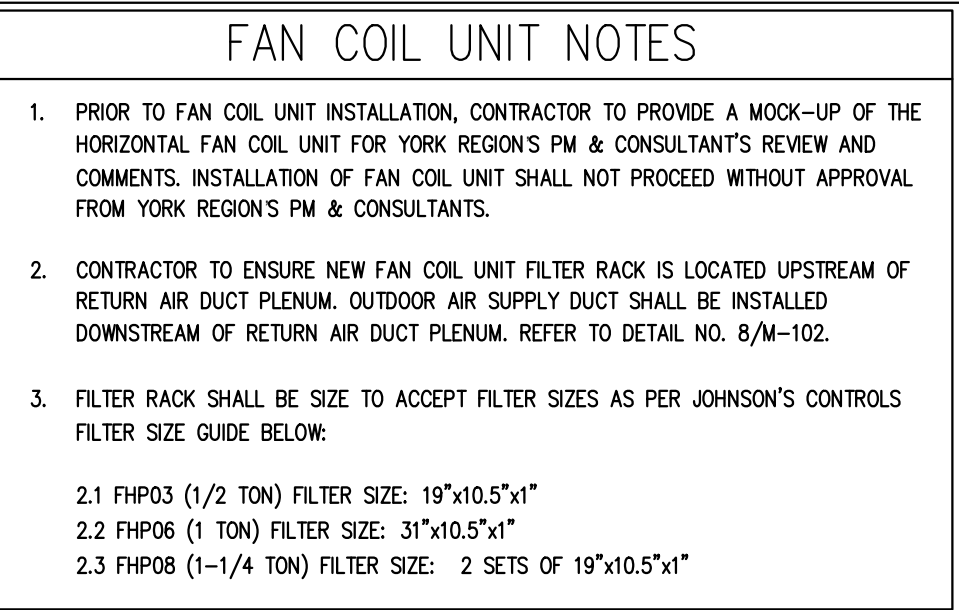 FAN COIL UNIT NOTES
1. PRIOR TO FAN COIL UNIT INSTALLATION, CONTRACTOR TO PROVIDE A MOCK-UP OF THE
HORIZONTAL FAN COIL UNIT FOR YORK REGION'S PM & CONSULTANT'S REVIEW AND
COMMENTS. INSTALLATION OF FAN COIL UNIT SHALL NOT PROCEED WITHOUT APPROVAL
FROM YORK REGION'S PM & CONSULTANTS.
2. CONTRACTOR TO ENSURE NEW FAN COIL UNIT FILTER RACK IS LOCATED UPSTREAM OF
RETURN AIR DUCT PLENUM. OUTDOOR AIR SUPPLY DUCT SHALL BE INSTALLED
DOWNSTREAM OF RETURN AIR DUCT PLENUM. REFER TO DETAIL NO. 8/M-102.
3. FILTER RACK SHALL BE SIZE TO ACCEPT FILTER SIZES AS PER JOHNSON'S CONTROLS
FILTER SIZE GUIDE BELOW:
2.1 FHP03 (1/2 TON) FILTER SIZE: 19"x10.5"x1"
2.2 FHP06 (1 TON) FILTER SIZE: 31"x10.5"x1"
2.3 FHP08 (1-1/4 TON) FILTER SIZE: 2 SETS OF 19"x10.5"x1"